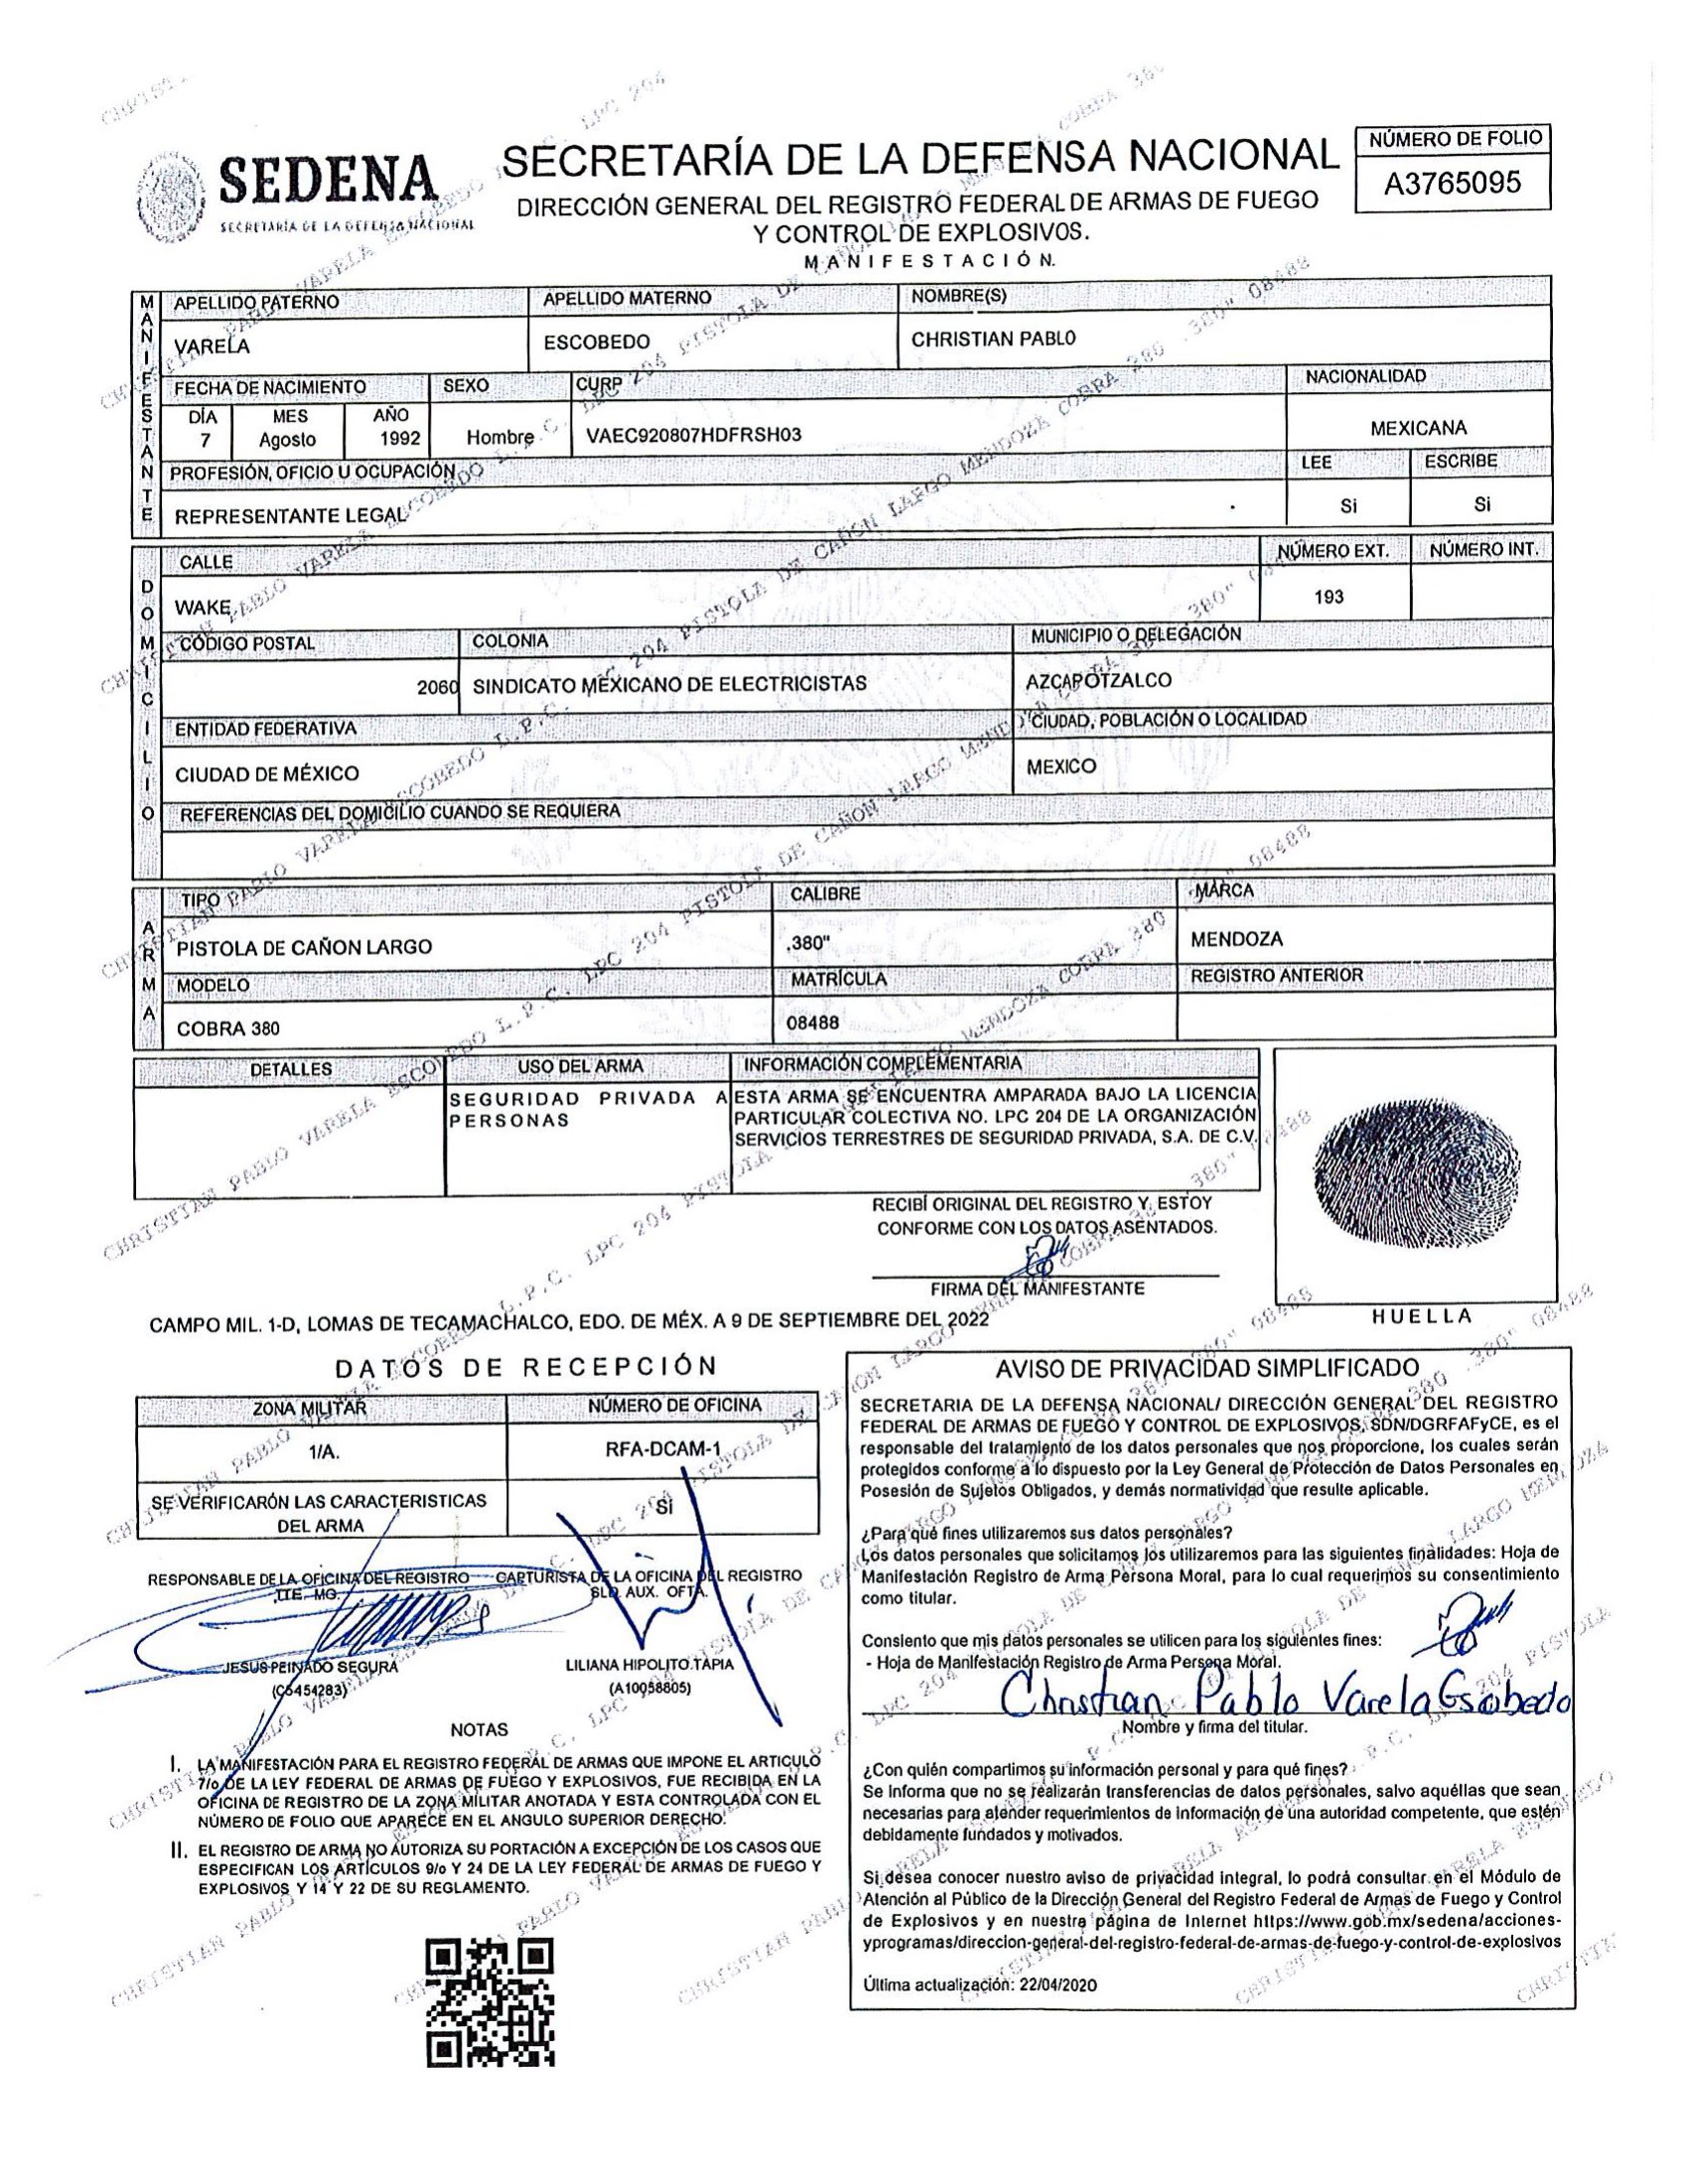 SEDENA
SECRETARÍA DE LA DEFENSA NACIONAL
SECRETARÍA DE LA DEFENSA NACIONAL
DIRECCIÓN GENERAL DEL REGISTRO FEDERAL DE ARMAS DE FUEGO
Y CONTROL DE EXPLOSIVOS.
MANIFESTACIÓN.
NÚMERO DE FOLIO
A3765095
MANIFESTANTE
APELLIDO PATERNO APELLIDO MATERNO NOMBRE(S)
VARELA ESCOBEDO CHRISTIAN PABLO
FECHA DE NACIMIENTO SEXO CURP NACIONALIDAD
DÍA MES AÑO
7 Agosto 1992 Hombre VAEC920807HDFRSH03 MEXICANA
PROFESIÓN, OFICIO U OCUPACIÓN LEE ESCRIBE
REPRESENTANTE LEGAL Si Si
DOMICILIO
CALLE NÚMERO EXT. NÚMERO INT.
WAKE 193
CÓDIGO POSTAL COLONIA MUNICIPIO O DELEGACIÓN
2060 SINDICATO MEXICANO DE ELECTRICISTAS AZCAPOTZALCO
ENTIDAD FEDERATIVA CIUDAD, POBLACIÓN O LOCALIDAD
CIUDAD DE MÉXICO MEXICO
REFERENCIAS DEL DOMICILIO CUANDO SE REQUIERA
ARMA
TIPO CALIBRE MARCA
PISTOLA DE CAÑON LARGO .380" MENDOZA
MODELO MATRÍCULA REGISTRO ANTERIOR
COBRA 380 08488
DETALLES USO DEL ARMA INFORMACIÓN COMPLEMENTARIA
SEGURIDAD PRIVADA A
PERSONAS
ESTA ARMA SE ENCUENTRA AMPARADA BAJO LA LICENCIA
PARTICULAR COLECTIVA NO. LPC 204 DE LA ORGANIZACIÓN
SERVICIOS TERRESTRES DE SEGURIDAD PRIVADA, S.A. DE C.V.
RECIBÍ ORIGINAL DEL REGISTRO Y ESTOY
CONFORME CON LOS DATOS ASENTADOS.
FIRMA DEL MANIFESTANTE
HUELLA
CAMPO MIL. 1-D, LOMAS DE TECAMACHALCO, EDO. DE MÉX. A 9 DE SEPTIEMBRE DEL 2022
DATOS DE RECEPCIÓN
ZONA MILITAR NÚMERO DE OFICINA
1/A. RFA-DCAM-1
SE VERIFICARÓN LAS CARACTERISTICAS
DEL ARMA
SI
RESPONSABLE DE LA OFICINA DEL REGISTRO
TTE. MG.
JESUS PEINADO SEGURA
(C5454283)
CAPTURISTA DE LA OFICINA DEL REGISTRO
SLD. AUX. OFTA.
LILIANA HIPOLITO TAPIA
(A10058805)
NOTAS
I. LA MANIFESTACIÓN PARA EL REGISTRO FEDERAL DE ARMAS QUE IMPONE EL ARTICULO
7/o DE LA LEY FEDERAL DE ARMAS DE FUEGO Y EXPLOSIVOS, FUE RECIBIDA EN LA
OFICINA DE REGISTRO DE LA ZONA MILITAR ANOTADA Y ESTA CONTROLADA CON EL
NÚMERO DE FOLIO QUE APARECE EN EL ANGULO SUPERIOR DERECHO.
II. EL REGISTRO DE ARMA NO AUTORIZA SU PORTACIÓN A EXCEPCIÓN DE LOS CASOS QUE
ESPECIFICAN LOS ARTÍCULOS 9/o Y 24 DE LA LEY FEDERAL DE ARMAS DE FUEGO Y
EXPLOSIVOS Y 14 Y 22 DE SU REGLAMENTO.
AVISO DE PRIVACIDAD SIMPLIFICADO
SECRETARIA DE LA DEFENSA NACIONAL/ DIRECCIÓN GENERAL DEL REGISTRO
FEDERAL DE ARMAS DE FUEGO Y CONTROL DE EXPLOSIVOS, SDN/DGRFAFyCE, es el
responsable del tratamiento de los datos personales que nos proporcione, los cuales serán
protegidos conforme a lo dispuesto por la Ley General de Protección de Datos Personales en
Posesión de Sujetos Obligados, y demás normatividad que resulte aplicable.
¿Para qué fines utilizaremos sus datos personales?
Los datos personales que solicitamos los utilizaremos para las siguientes finalidades: Hoja de
Manifestación Registro de Arma Persona Moral, para lo cual requerimos su consentimiento
como titular.
Consiento que mis datos personales se utilicen para los siguientes fines:
- Hoja de Manifestación Registro de Arma Persona Moral.
Christian Pablo Varela Escobedo
Nombre y firma del titular.
¿Con quién compartimos su información personal y para qué fines?
Se informa que no se realizarán transferencias de datos personales, salvo aquéllas que sean
necesarias para atender requerimientos de información de una autoridad competente, que estén
debidamente fundados y motivados.
Si desea conocer nuestro aviso de privacidad integral, lo podrá consultar en el Módulo de
Atención al Público de la Dirección General del Registro Federal de Armas de Fuego y Control
de Explosivos y en nuestra página de Internet https://www.gob.mx/sedena/acciones-
yprogramas/direccion-general-del-registro-federal-de-armas-de-fuego-y-control-de-explosivos
Última actualización: 22/04/2020
CHRISTIAN PABLO VARELA ESCOBEDO L.P.C. LPC 204 PISTOLA DE CAÑON LARGO MENDOZA COBRA 380 .380" 08488